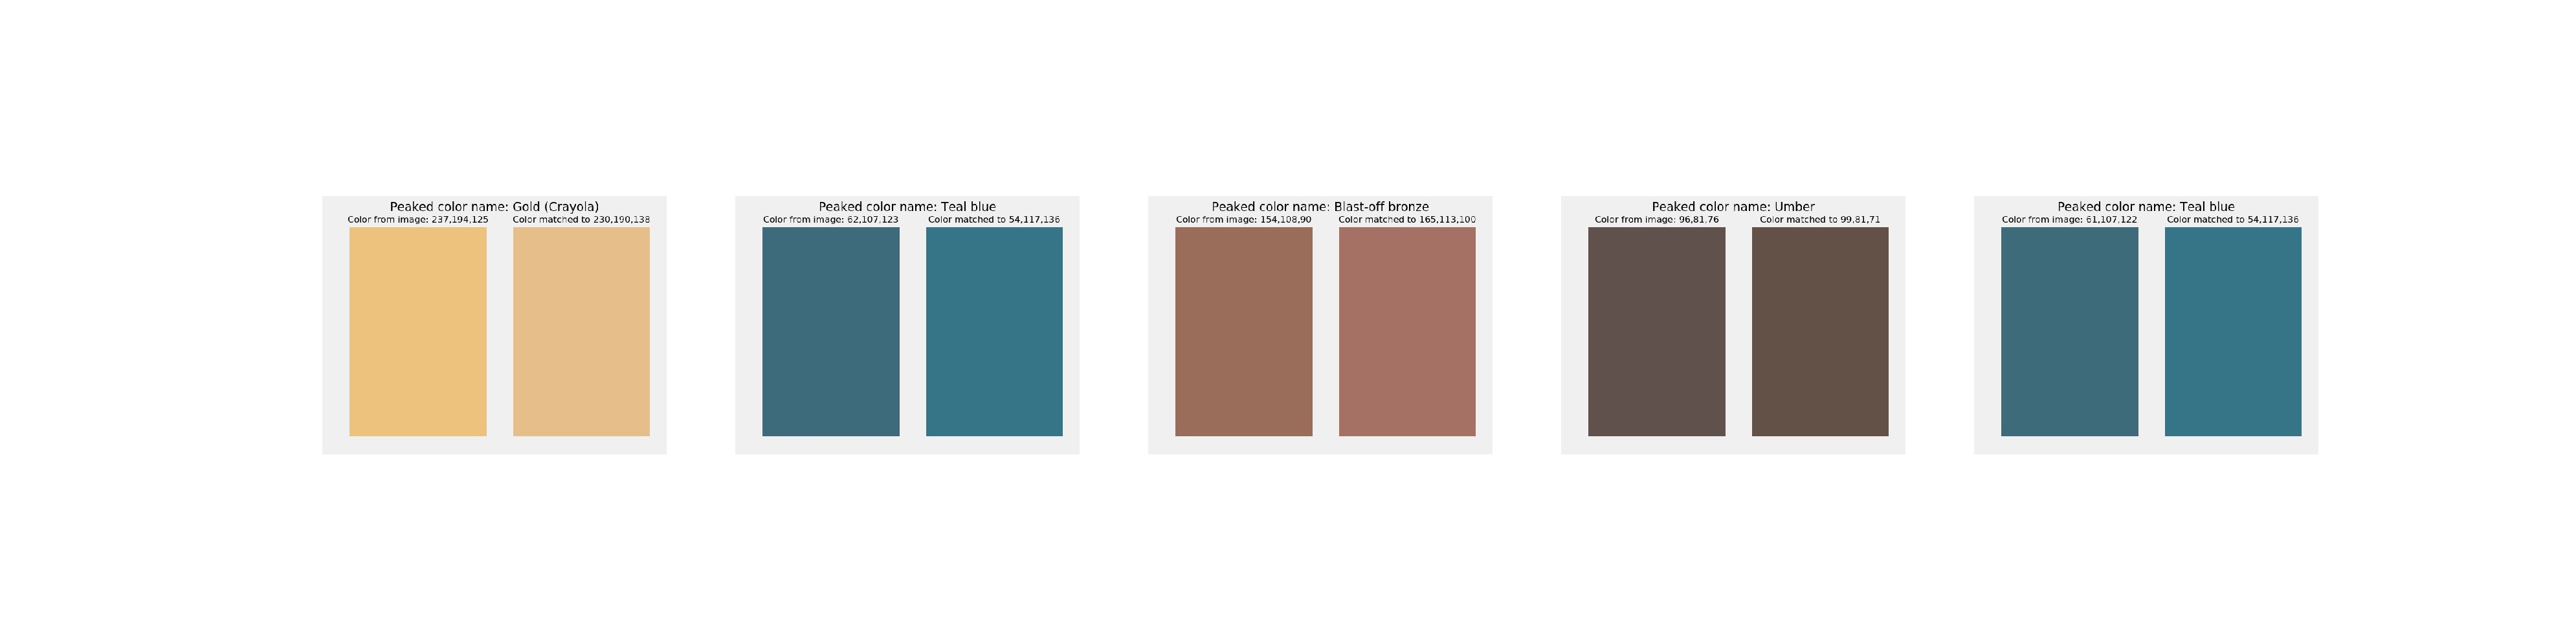 Peaked color name: Gold (Crayola)
Color from image: 237,194,125
Color matched to 230,190,138
Peaked color name: Teal blue
Color from image: 62,107,123
Color matched to 54,117,136
Peaked color name: Blast-off bronze
Color from image: 154,108,90
Color matched to 165,113,100
Peaked color name: Umber
Color from image: 96,81,76
Color matched to 99,81,71
Peaked color name: Teal blue
Color from image: 61,107,122
Color matched to 54,117,136